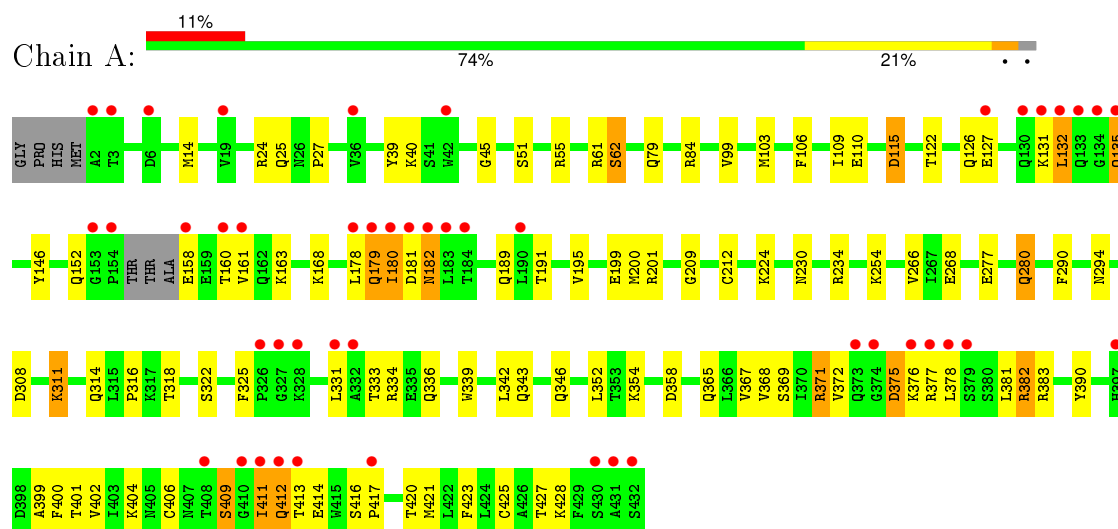 11%
Chain A:
74%
21%
GLY PRO HIS MET A2 T3 D6 M14 V19 R24 Q25 N26 P27 V36 Y39 K40 S41 W42 G45 S51 R55 R61 S62 Q79 R84 V99 M103 F106 I109 E110 D115 T122 Q126 E127 Q130 K131 L132 Q133 G134
Y146 Q152 G153 P154 THR THR ALA E158 E159 T160 V161 Q162 K163 K168 L178 Q179 I180 D181 N182 L183 T184 Q189 L190 T191 V195 E199 M200 R201 G209 C212 K224 N230 R234 K254 V266 I267 E268 E277 Q280 F290 N294
D308 K311 Q314 L315 P316 K317 T318 S322 F325 P326 G327 K328 L331 A332 T333 R334 E335 Q336 W339 L342 Q343 Q346 L352 T353 K354 D358 Q365 L366 V367 V368 S369 I370 R371 V372 Q373 G374 D375 K376 R377 L378 S379 S380 L381 R382 R383 Y390 H397
D398 A399 F400 T401 V402 I403 K404 N405 C406 N407 T408 S409 G410 I411 Q412 T413 E414 W415 S416 P417 T420 M421 L422 F423 L424 C425 A426 T427 K428 F429 S430 A431 S432